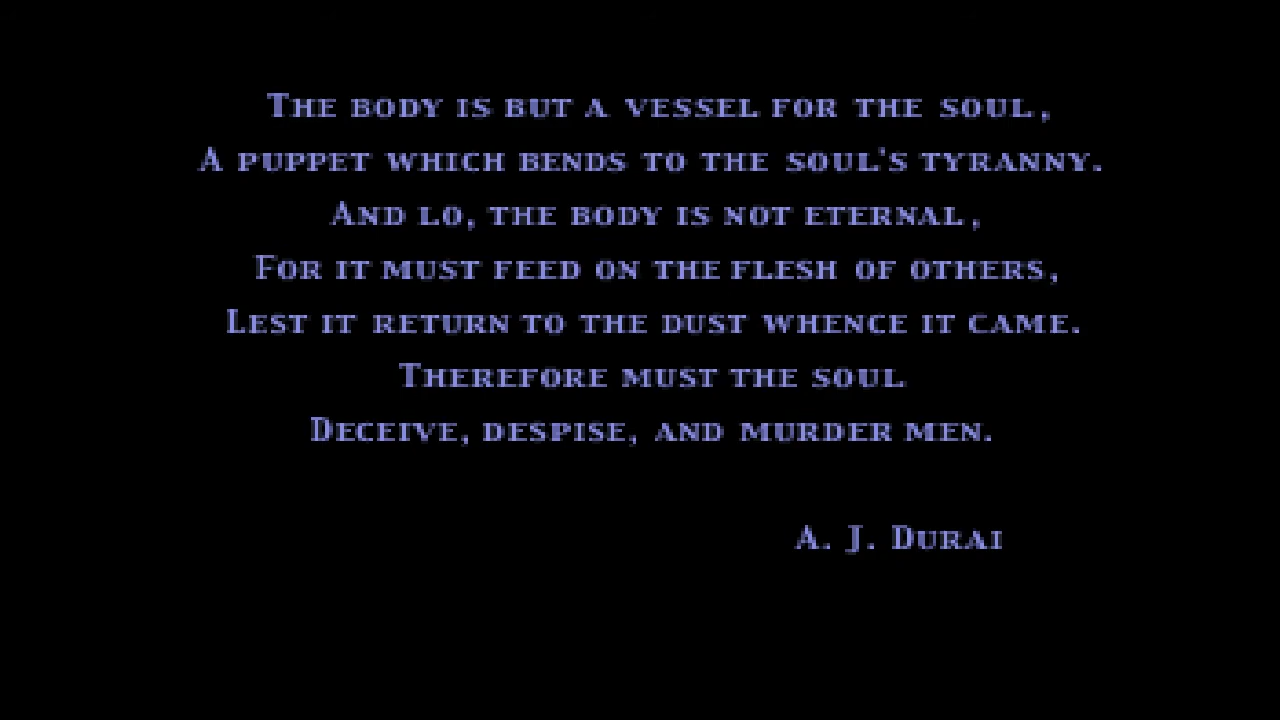 The body is but a vessel for the soul,
A puppet which bends to the soul's tyranny.
And lo, the body is not eternal,
For it must feed on the flesh of others,
Lest it return to the dust whence it came.
Therefore must the soul
Deceive, despise, and murder men.
A. J. Durai